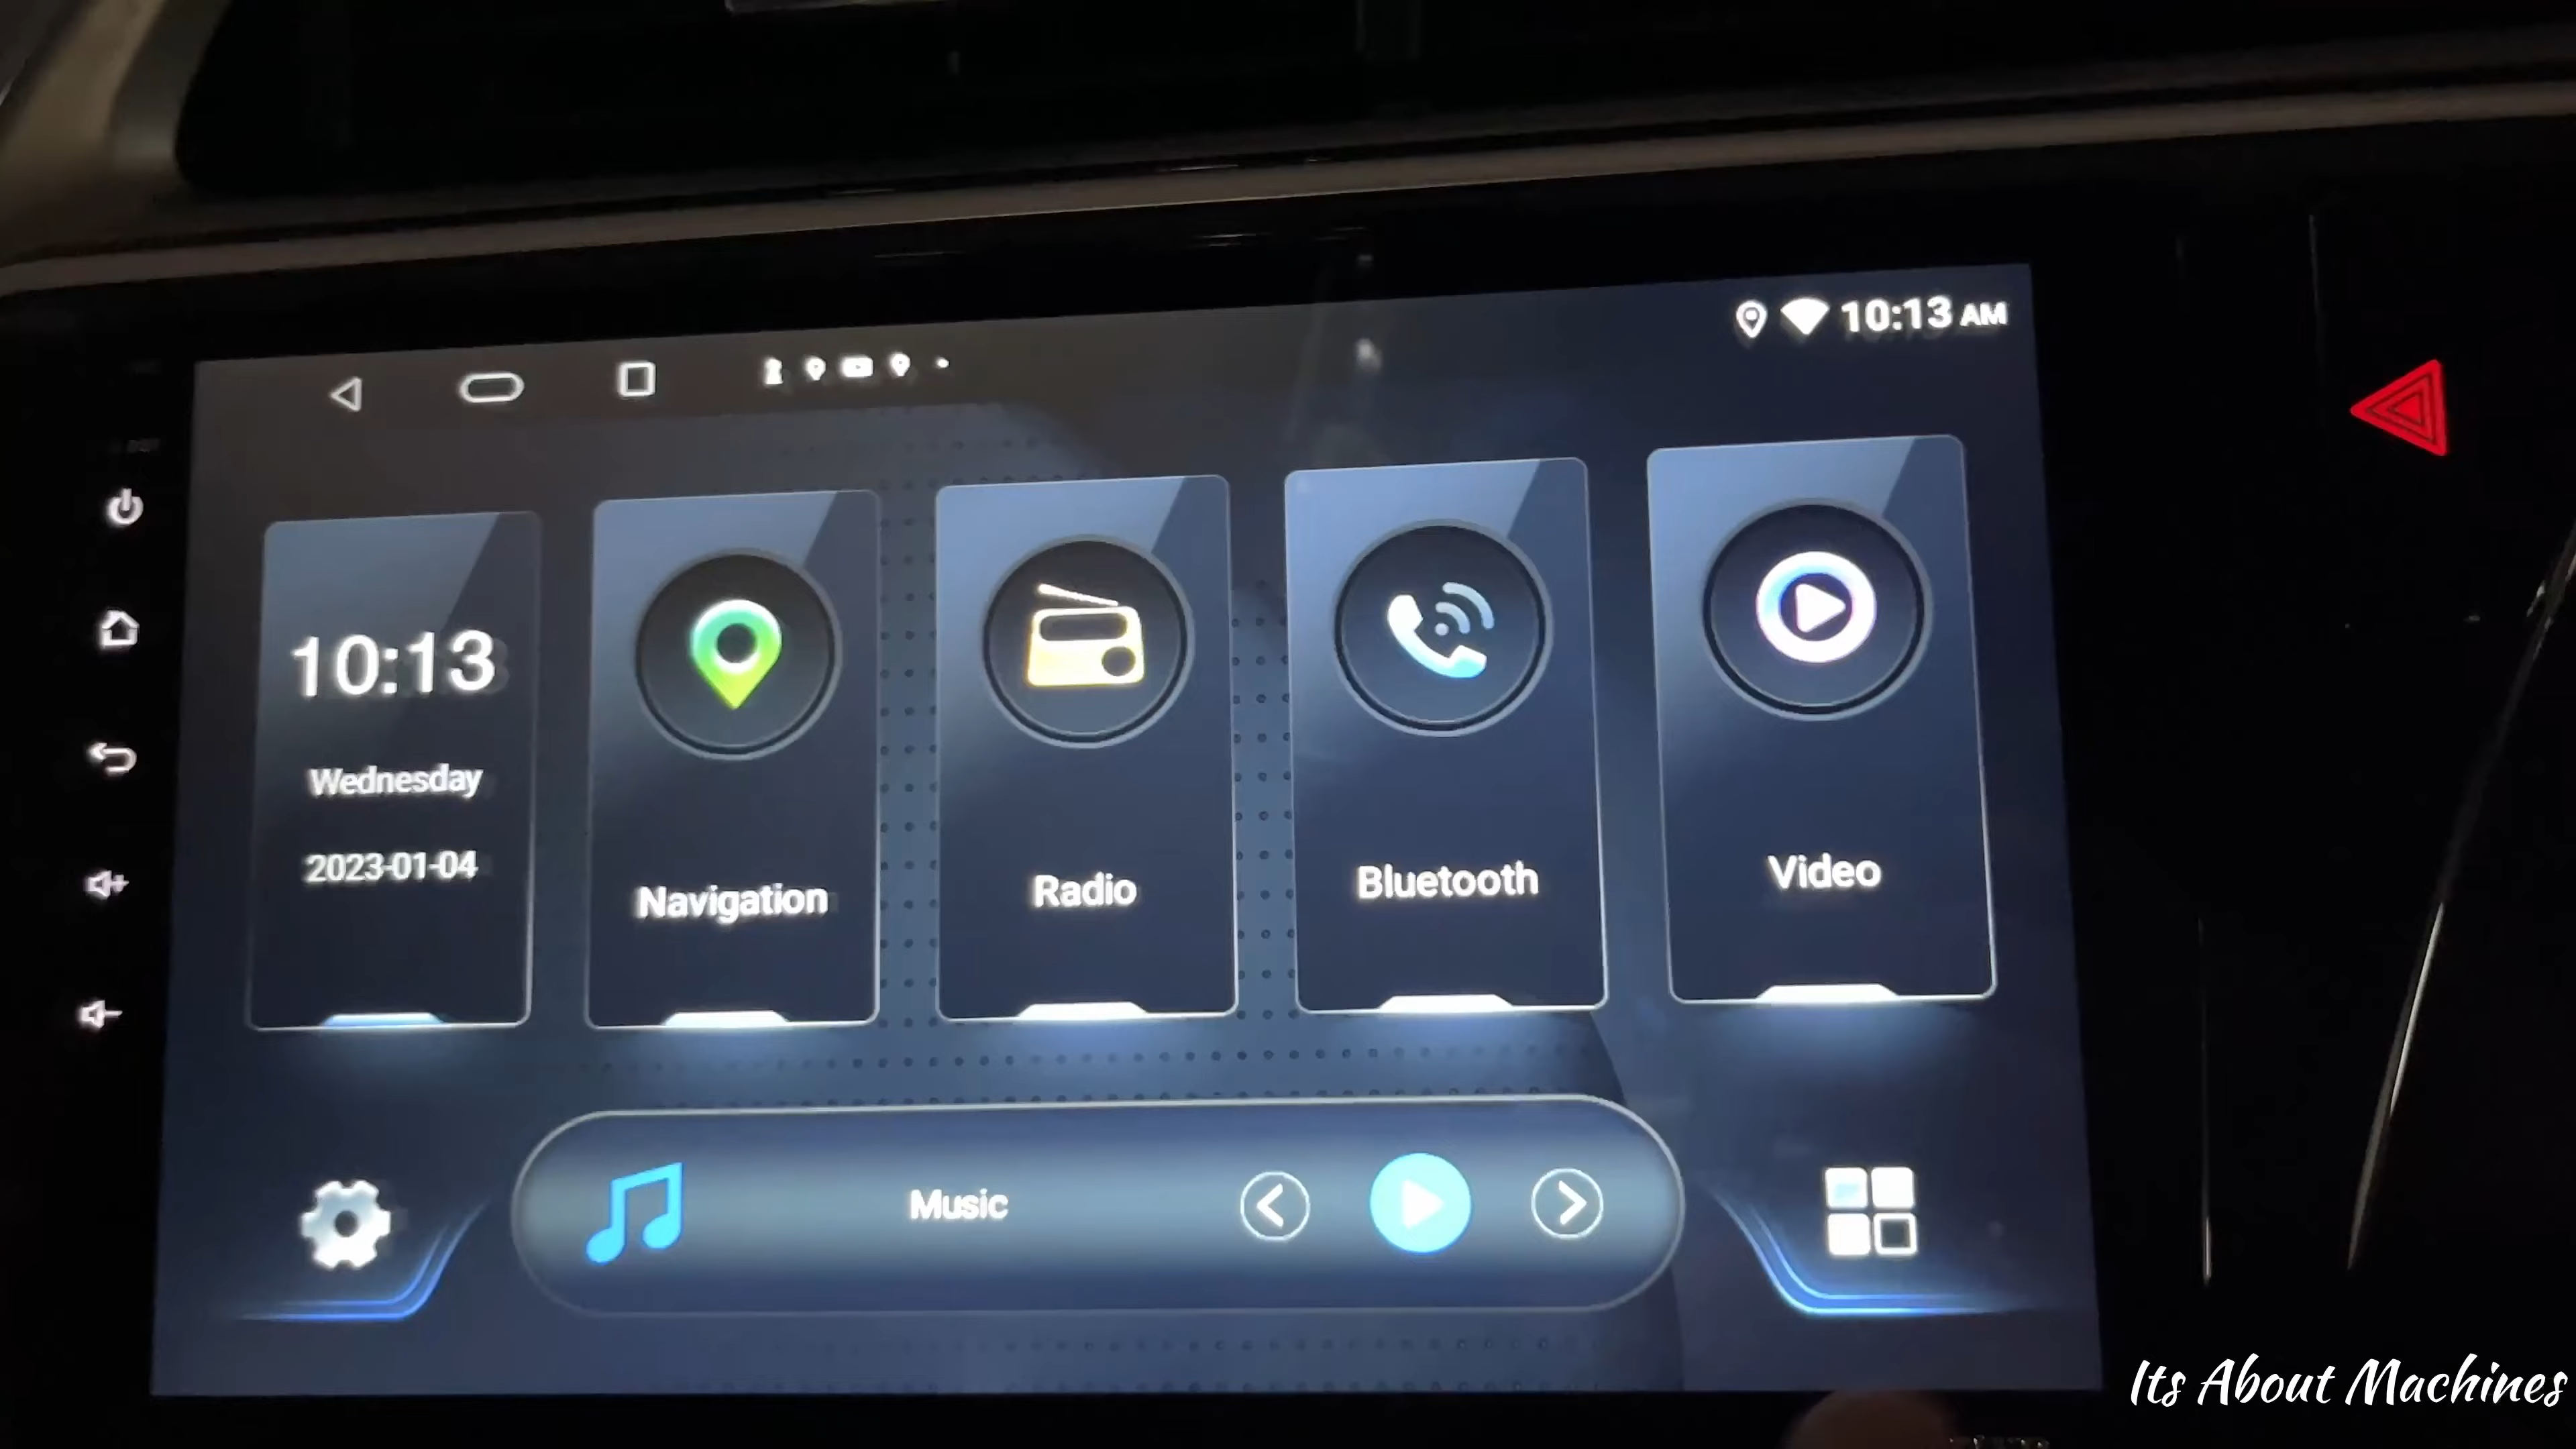 10:13 AM
10:13
Wednesday
2023-01-04
Navigation
Radio
Bluetooth
Video
Music
Its About Machines